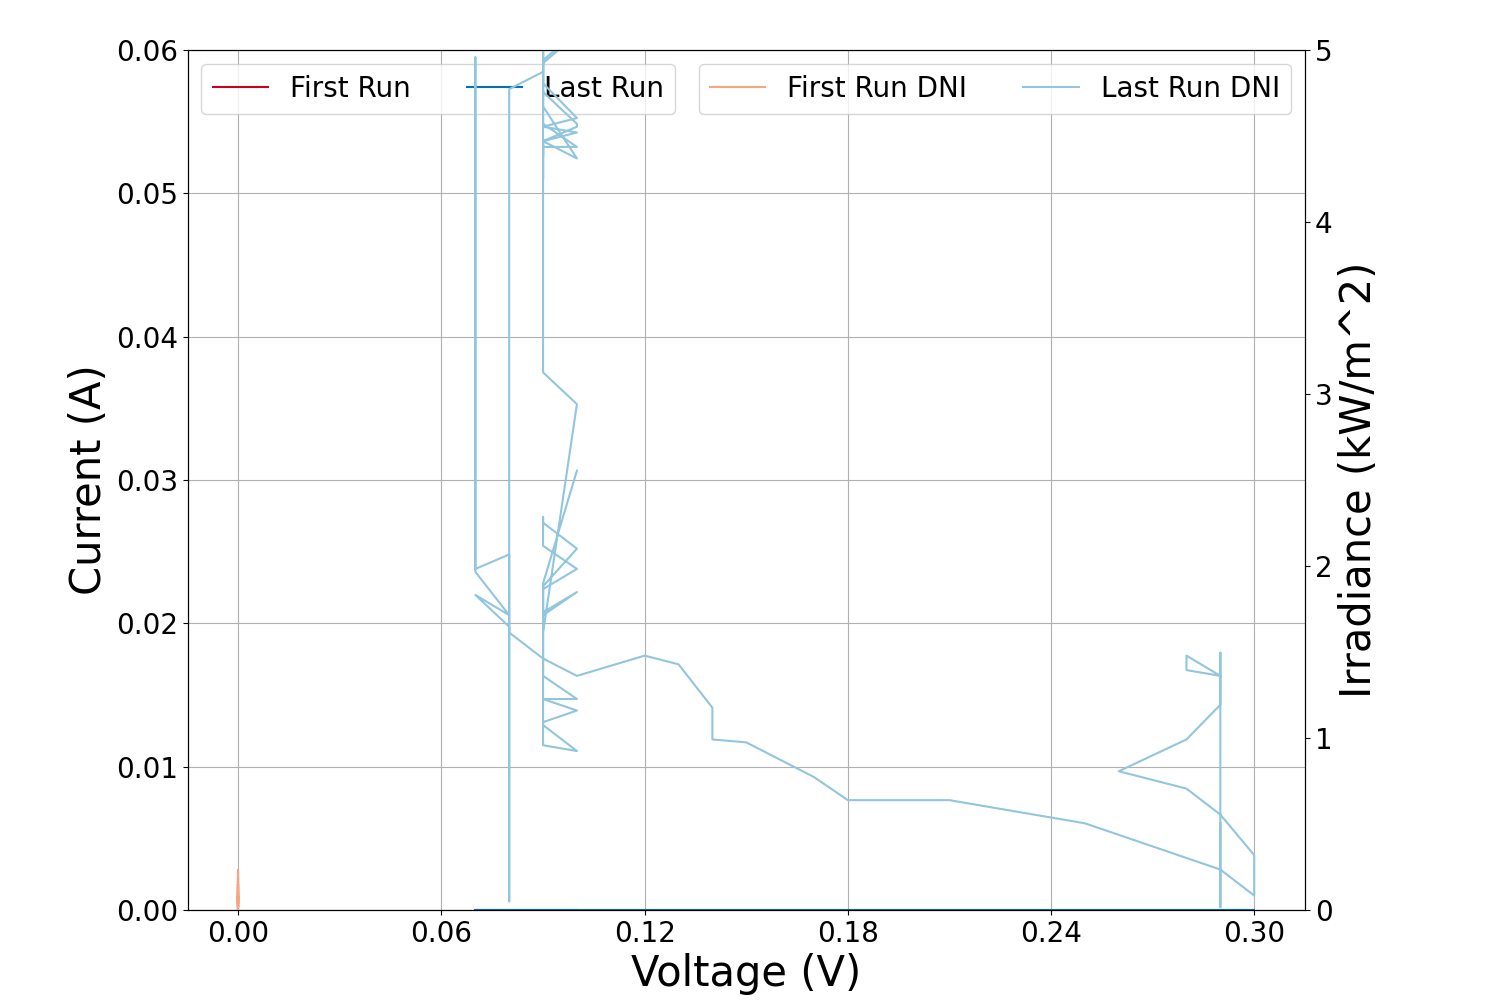 First Run
Last Run
First Run DNI
Last Run DNI
0.06
0.05
0.04
0.03
0.02
0.01
0.00
Current (A)
5
4
3
2
1
0
Irradiance (kW/m^2)
0.00 0.06 0.12 0.18 0.24 0.30
Voltage (V)